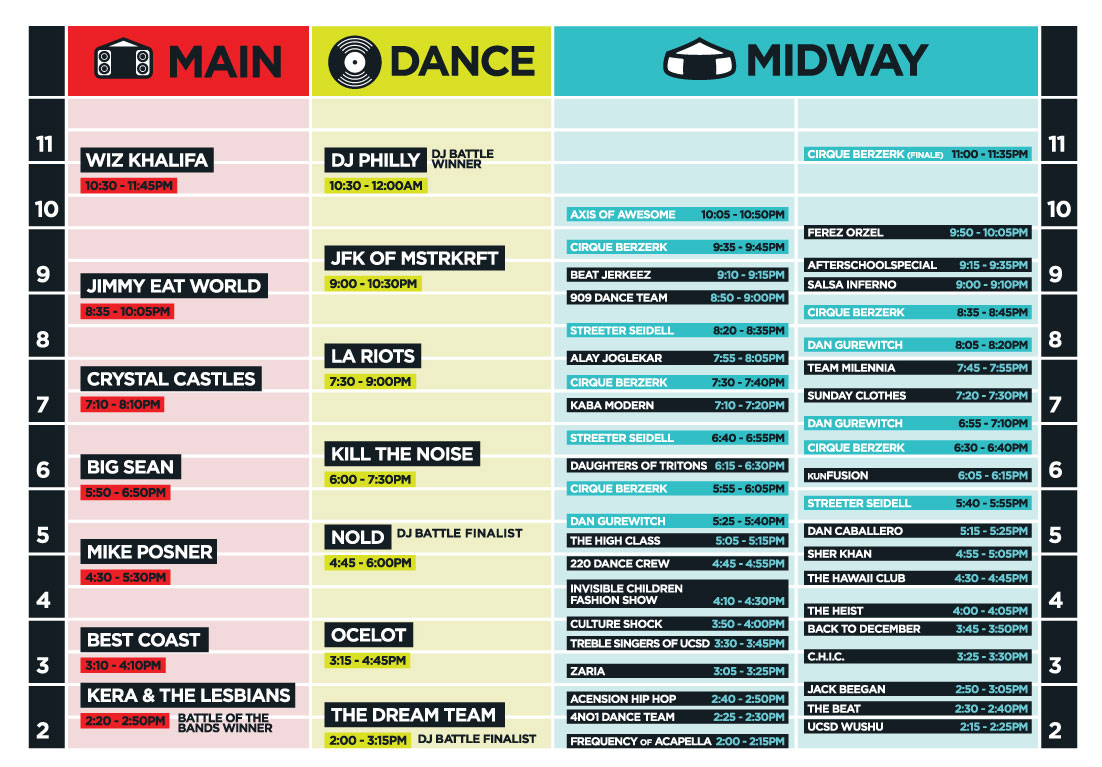 MAIN
DANCE
MIDWAY
11
10
9
8
7
6
5
4
3
2
WIZ KHALIFA
10:30 - 11:45PM
JIMMY EAT WORLD
8:35 - 10:05PM
CRYSTAL CASTLES
7:10 - 8:10PM
BIG SEAN
5:50 - 6:50PM
MIKE POSNER
4:30 - 5:30PM
BEST COAST
3:10 - 4:10PM
KERA & THE LESBIANS
2:20 - 2:50PM BATTLE OF THE
BANDS WINNER
DJ PHILLY DJ BATTLE
WINNER
10:30 - 12:00AM
JFK OF MSTRKRFT
9:00 - 10:30PM
LA RIOTS
7:30 - 9:00PM
KILL THE NOISE
6:00 - 7:30PM
NOLD DJ BATTLE FINALIST
4:45 - 6:00PM
OCELOT
3:15 - 4:45PM
THE DREAM TEAM
2:00 - 3:15PM DJ BATTLE FINALIST
AXIS OF AWESOME 10:05 - 10:50PM
CIRQUE BERZERK 9:35 - 9:45PM
BEAT JERKEEZ 9:10 - 9:15PM
909 DANCE TEAM 8:50 - 9:00PM
STREETER SEIDELL 8:20 - 8:35PM
ALAY JOGLEKAR 7:55 - 8:05PM
CIRQUE BERZERK 7:30 - 7:40PM
KABA MODERN 7:10 - 7:20PM
STREETER SEIDELL 6:40 - 6:55PM
DAUGHTERS OF TRITONS 6:15 - 6:30PM
CIRQUE BERZERK 5:55 - 6:05PM
DAN GUREWITCH 5:25 - 5:40PM
THE HIGH CLASS 5:05 - 5:15PM
220 DANCE CREW 4:45 - 4:55PM
INVISIBLE CHILDREN
FASHION SHOW 4:10 - 4:30PM
CULTURE SHOCK 3:50 - 4:00PM
TREBLE SINGERS OF UCSD 3:30 - 3:45PM
ZARIA 3:05 - 3:25PM
ACENSION HIP HOP 2:40 - 2:50PM
4NO1 DANCE TEAM 2:25 - 2:30PM
FREQUENCY OF ACAPELLA 2:00 - 2:15PM
CIRQUE BERZERK (FINALE) 11:00 - 11:35PM
FEREZ ORZEL 9:50 - 10:05PM
AFTERSCHOOLSPECIAL 9:15 - 9:35PM
SALSA INFERNO 9:00 - 9:10PM
CIRQUE BERZERK 8:35 - 8:45PM
DAN GUREWITCH 8:05 - 8:20PM
TEAM MILENNIA 7:45 - 7:55PM
SUNDAY CLOTHES 7:20 - 7:30PM
DAN GUREWITCH 6:55 - 7:10PM
CIRQUE BERZERK 6:30 - 6:40PM
KUNFUSION 6:05 - 6:15PM
STREETER SEIDELL 5:40 - 5:55PM
DAN CABALLERO 5:15 - 5:25PM
SHER KHAN 4:55 - 5:05PM
THE HAWAII CLUB 4:30 - 4:45PM
THE HEIST 4:00 - 4:05PM
BACK TO DECEMBER 3:45 - 3:50PM
C.H.I.C. 3:25 - 3:30PM
JACK BEEGAN 2:50 - 3:05PM
THE BEAT 2:30 - 2:40PM
UCSD WUSHU 2:15 - 2:25PM
11
10
9
8
7
6
5
4
3
2